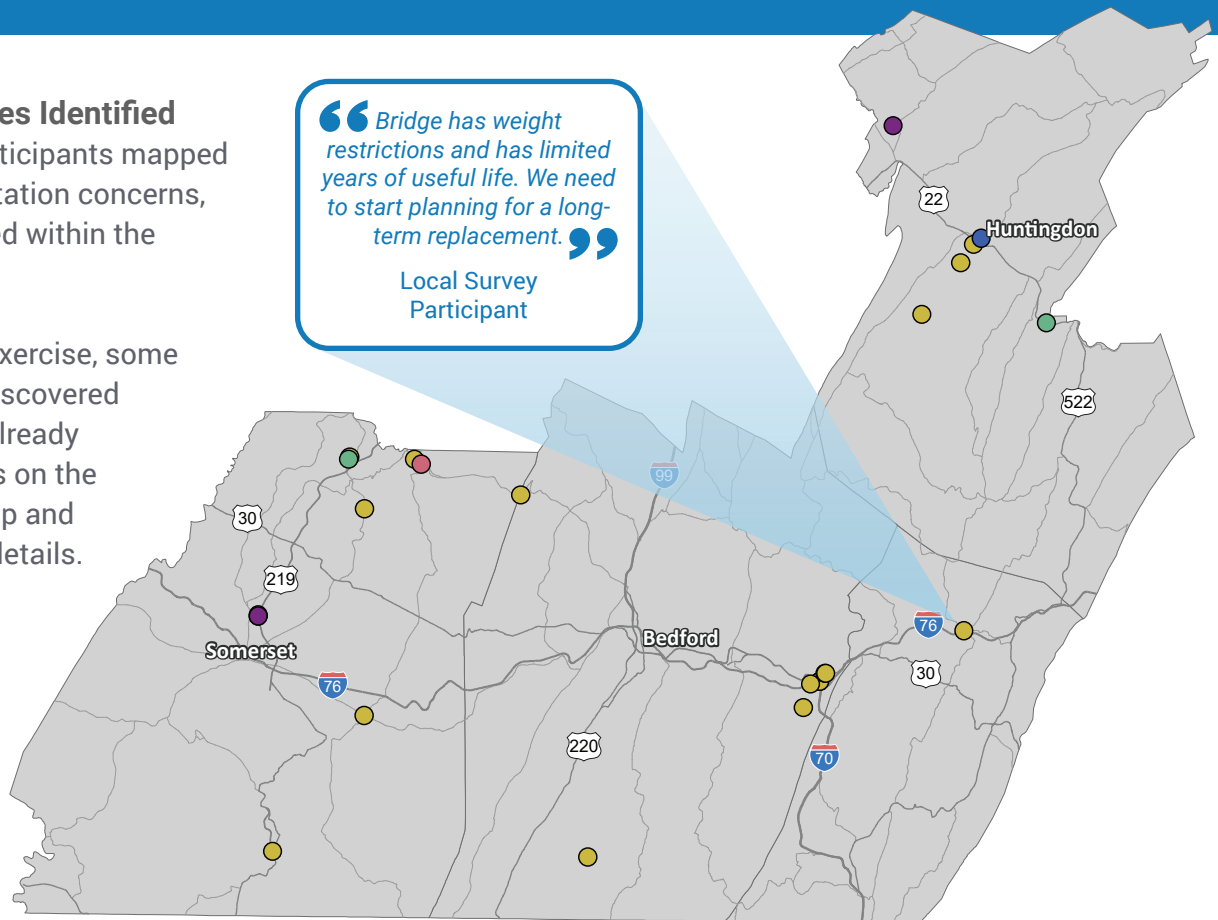 es Identified
ticipants mapped
tation concerns,
ed within the
xercise, some
scovered
lready
s on the
p and
details.
“ Bridge has weight
restrictions and has limited
years of useful life. We need
to start planning for a long-
term replacement. ”
Local Survey
Participant
22
Huntingdon
522
99
30
219
Somerset
76
Bedford
76
30
220
70